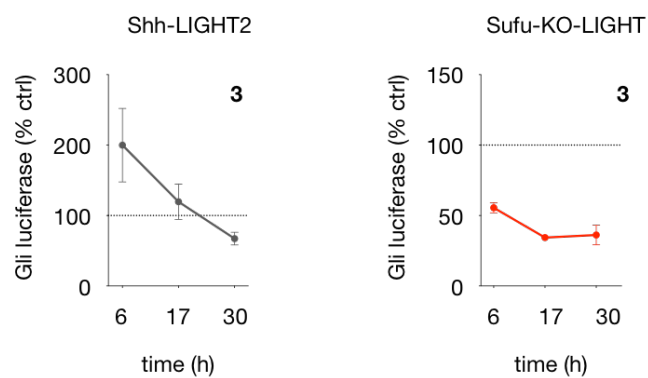 Shh-LIGHT2
Gli luciferase (% ctrl)
300
200
100
0
3
6 17 30
time (h)
Sufu-KO-LIGHT
Gli luciferase (% ctrl)
150
100
50
0
3
6 17 30
time (h)